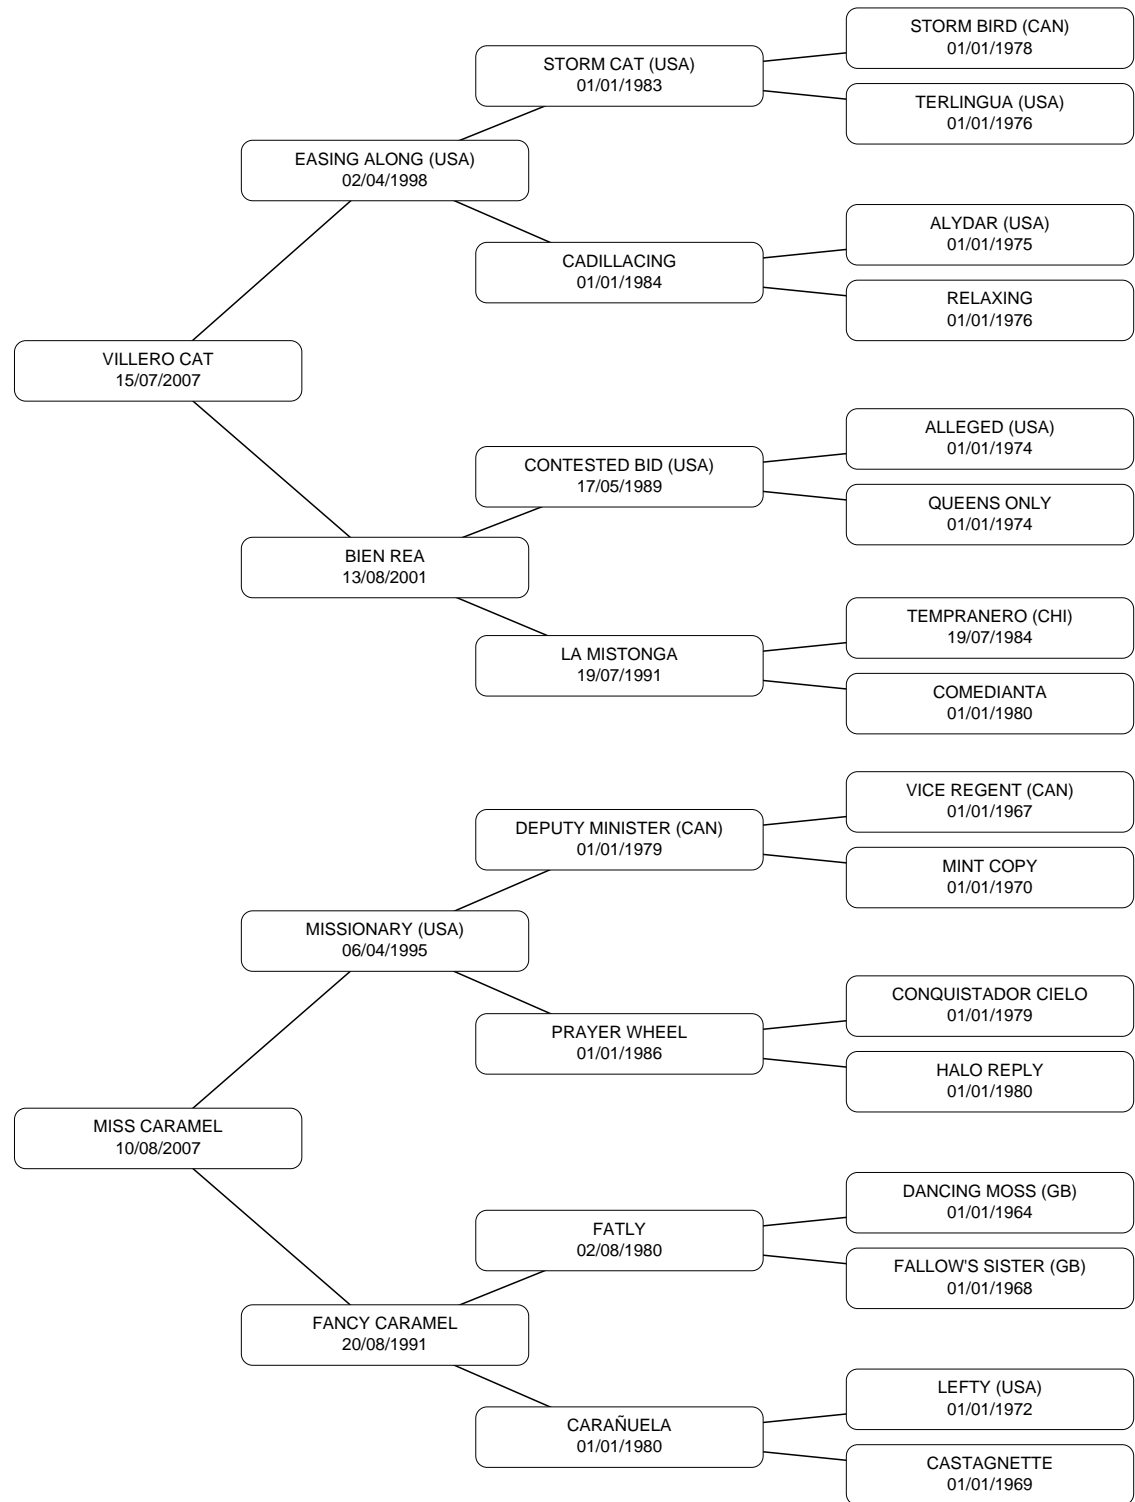 STORM BIRD (CAN)
01/01/1978
STORM CAT (USA)
01/01/1983
TERLINGUA (USA)
01/01/1976
EASING ALONG (USA)
02/04/1998
ALYDAR (USA)
01/01/1975
CADILLACING
01/01/1984
RELAXING
01/01/1976
VILLERO CAT
15/07/2007
ALLEGED (USA)
01/01/1974
CONTESTED BID (USA)
17/05/1989
QUEENS ONLY
01/01/1974
BIEN REA
13/08/2001
TEMPRANERO (CHI)
19/07/1984
LA MISTONGA
19/07/1991
COMEDIANTA
01/01/1980
VICE REGENT (CAN)
01/01/1967
DEPUTY MINISTER (CAN)
01/01/1979
MINT COPY
01/01/1970
MISSIONARY (USA)
06/04/1995
CONQUISTADOR CIELO
01/01/1979
PRAYER WHEEL
01/01/1986
HALO REPLY
01/01/1980
MISS CARAMEL
10/08/2007
DANCING MOSS (GB)
01/01/1964
FATLY
02/08/1980
FALLOW'S SISTER (GB)
01/01/1968
FANCY CARAMEL
20/08/1991
LEFTY (USA)
01/01/1972
CARAÑUELA
01/01/1980
CASTAGNETTE
01/01/1969